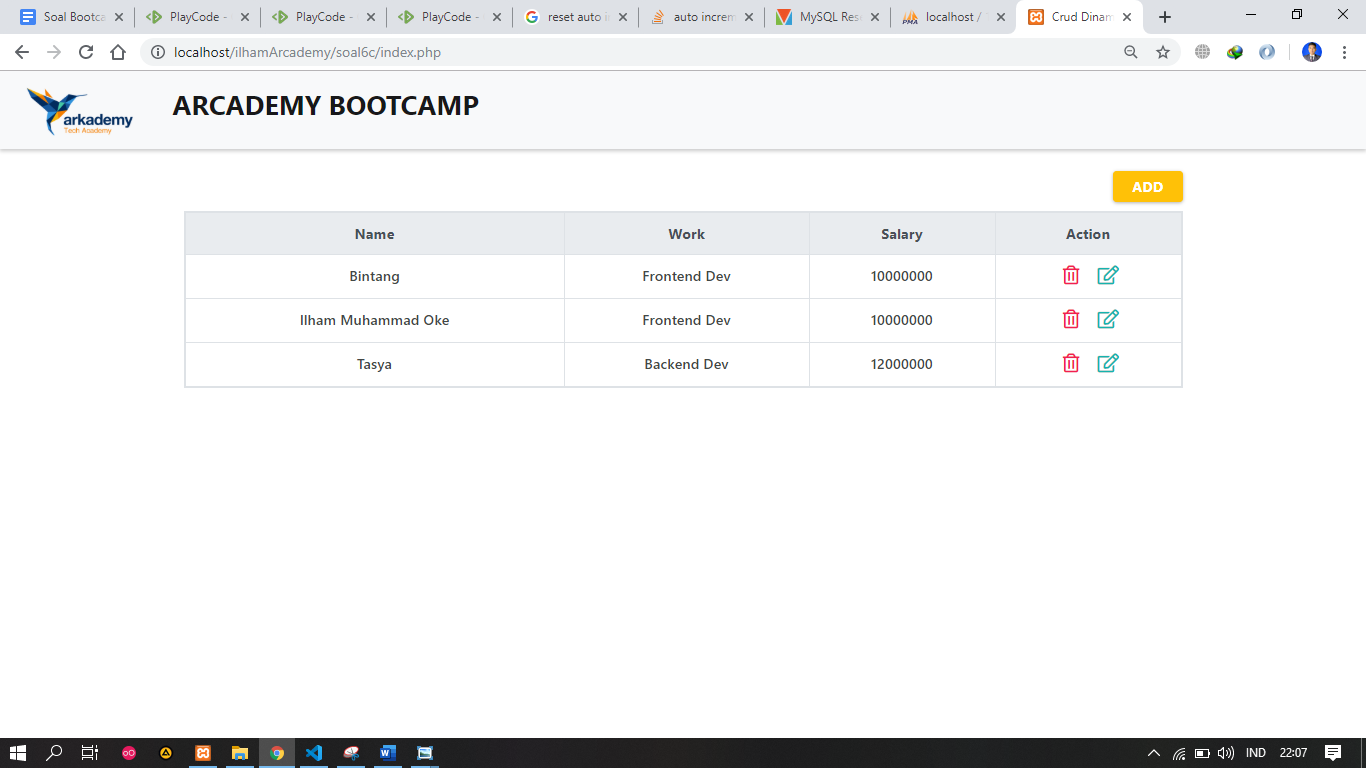 Soal Bootca PlayCode - PlayCode - PlayCode - reset auto i auto increm MySQL Res localhost / Crud Dinam
localhost/ilhamArcademy/soal6c/index.php
arkademy
Tech Academy
ARCADEMY BOOTCAMP
ADD
Name Work Salary Action
Bintang Frontend Dev 10000000
Ilham Muhammad Oke Frontend Dev 10000000
Tasya Backend Dev 12000000
IND 22:07